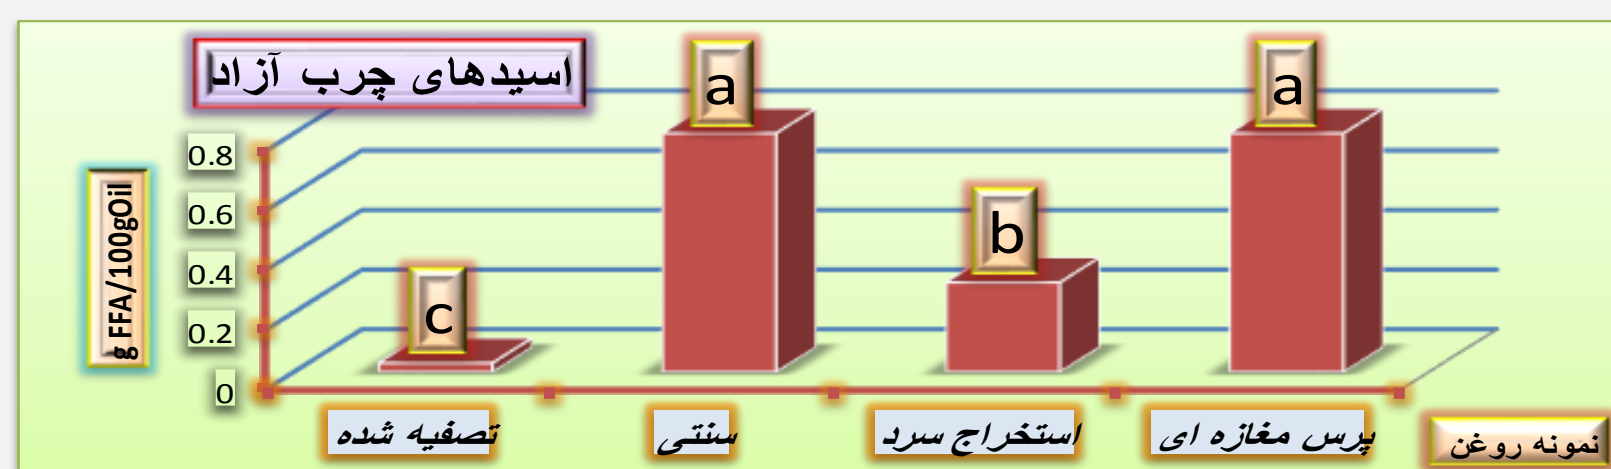 اسیدهای چرب آزاد
a
a
b
c
g FFA/100gOil
0.8
0.6
0.4
0.2
0
تصفیه شده
سنتی
استخراج سرد
پرس مغازه ای
نمونه روغن